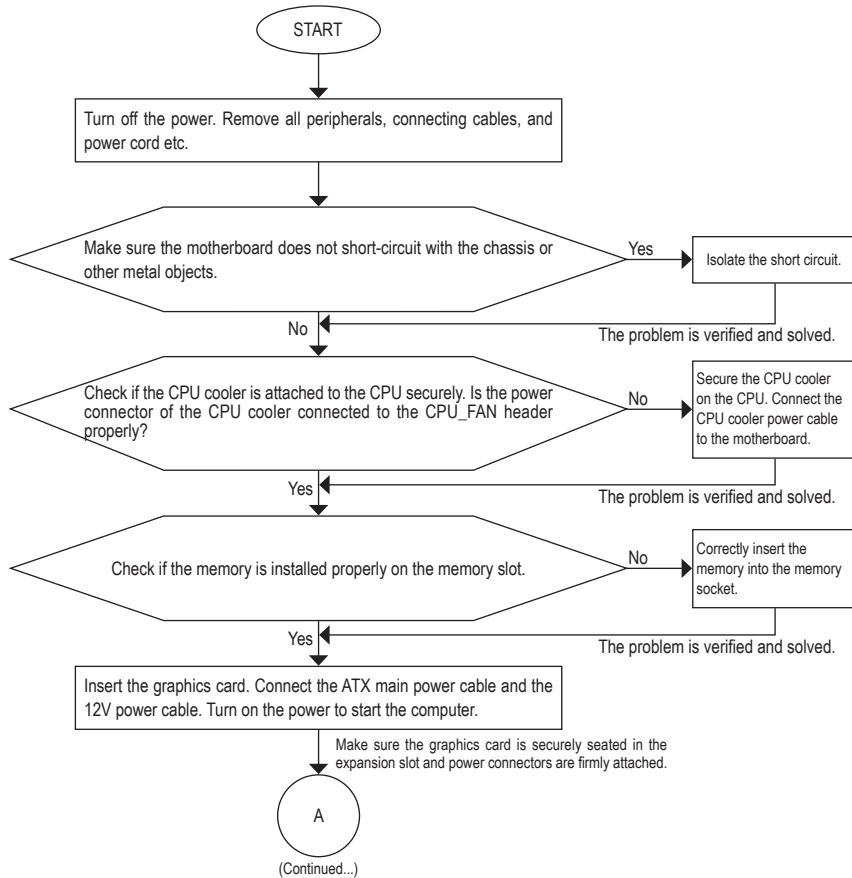 START
Turn off the power. Remove all peripherals, connecting cables, and
power cord etc.
Make sure the motherboard does not short-circuit with the chassis or
other metal objects.
Yes
Isolate the short circuit.
No
The problem is verified and solved.
Check if the CPU cooler is attached to the CPU securely. Is the power
connector of the CPU cooler connected to the CPU_FAN header
properly?
No
Secure the CPU cooler
on the CPU. Connect the
CPU cooler power cable
to the motherboard.
Yes
The problem is verified and solved.
Check if the memory is installed properly on the memory slot.
No
Correctly insert the
memory into the memory
socket.
Yes
The problem is verified and solved.
Insert the graphics card. Connect the ATX main power cable and the
12V power cable. Turn on the power to start the computer.
Make sure the graphics card is securely seated in the
expansion slot and power connectors are firmly attached.
A
(Continued...)